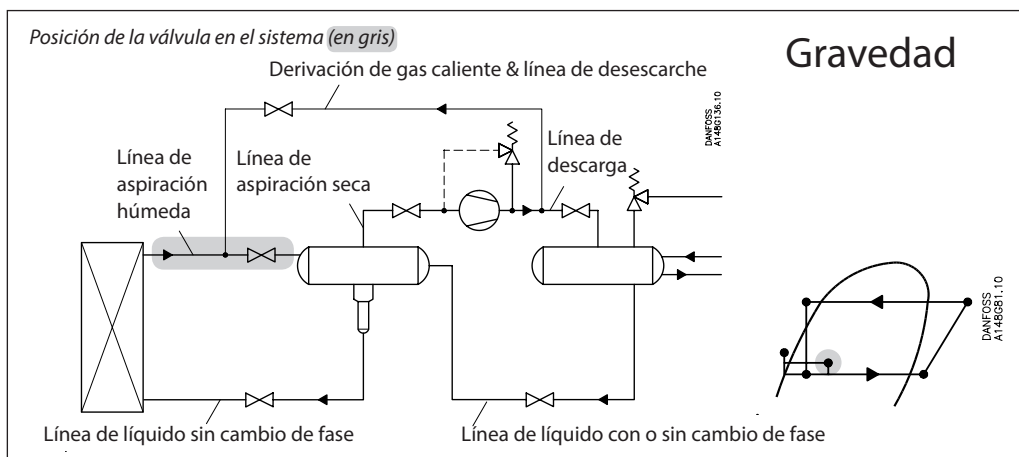 Posición de la válvula en el sistema (en gris)
Gravedad
Derivación de gas caliente & línea de desescarche
DANFOSS
A148G136.10
Línea de
aspiración
húmeda
Línea de
aspiración seca
Línea de
descarga
DANFOSS
A148G81.10
Línea de líquido sin cambio de fase
Línea de líquido con o sin cambio de fase